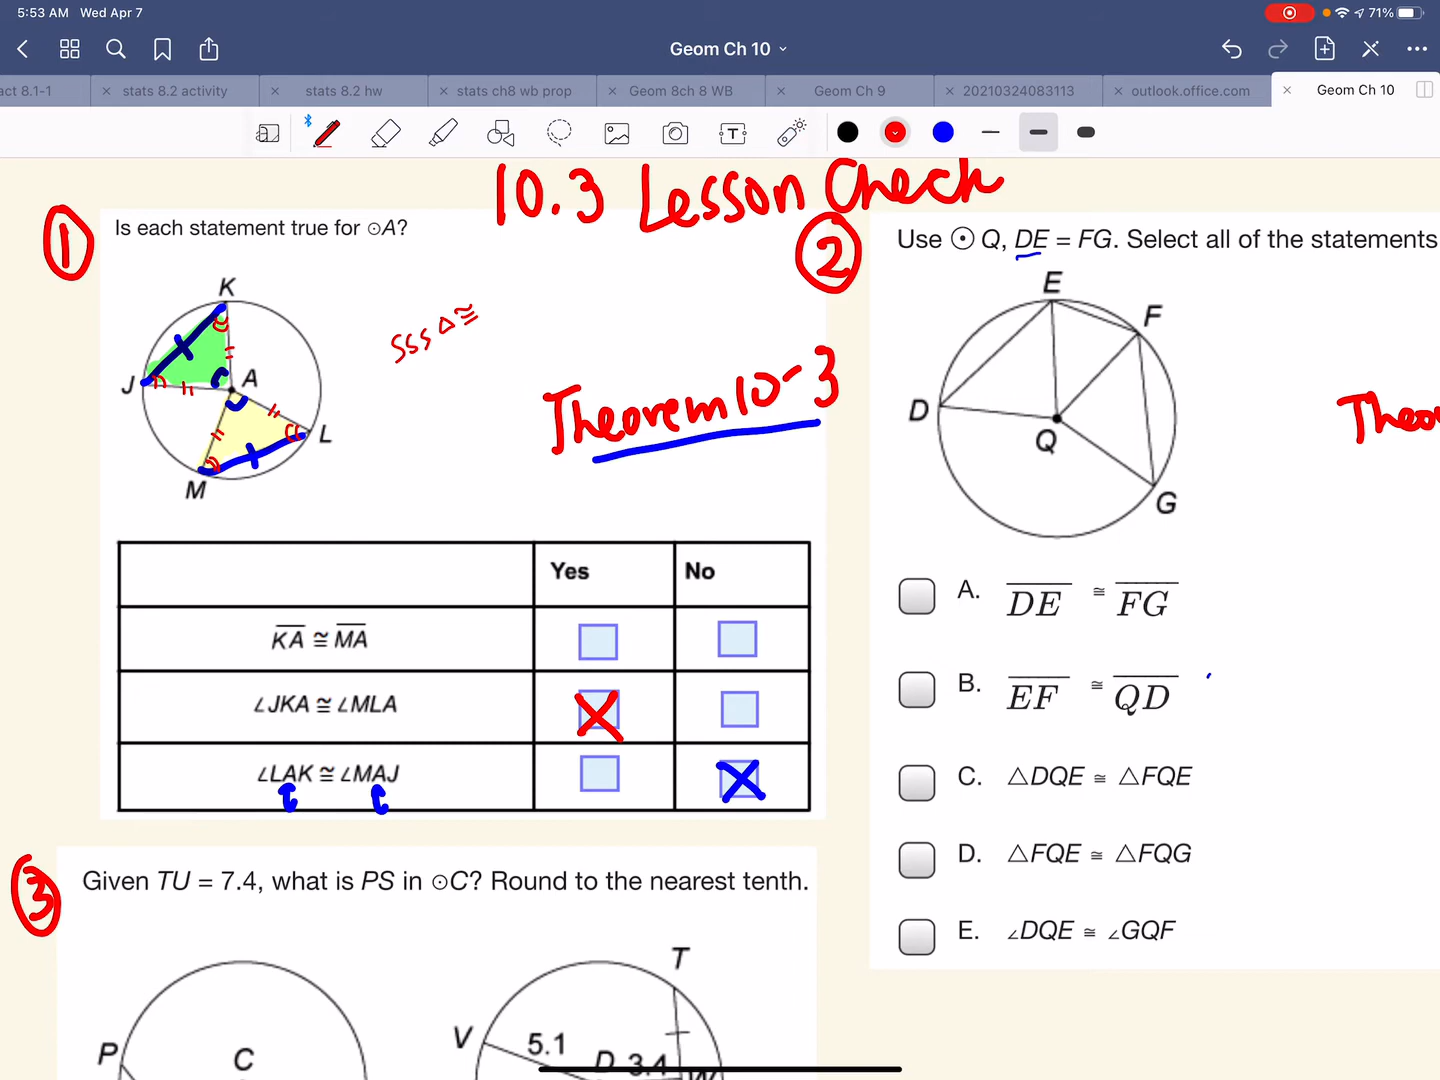 5:53 AM Wed Apr 7
71%
Geom Ch 10
act 8.1-1
stats 8.2 activity
stats 8.2 hw
stats ch8 wb prop
Geom 8ch 8 WB
Geom Ch 9
20210324083113
outlook.office.com
Geom Ch 10
10.3 Lesson Check
①
Is each statement true for ⊙A?
K
J
A
L
M
SSS △≅
Theorem 10-3
Yes No
KA ≅ MA
∠JKA ≅ ∠MLA
∠LAK ≅ ∠MAJ
②
Use ⊙ Q, DE = FG. Select all of the statements
E
F
D
Q
G
Theo
A. DE ≅ FG
B. EF ≅ QD
C. △DQE ≅ △FQE
D. △FQE ≅ △FQG
E. ∠DQE ≅ ∠GQF
③
Given TU = 7.4, what is PS in ⊙C? Round to the nearest tenth.
P
C
T
V
5.1
D
3.4
W